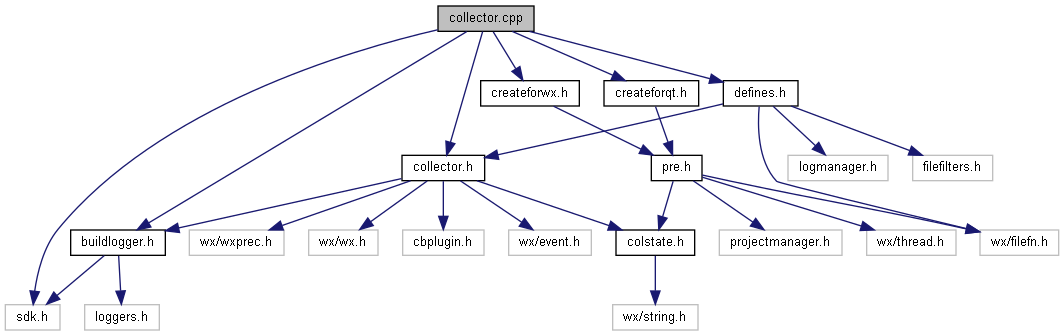 collector.cpp
createforwx.h
createforqt.h
defines.h
collector.h
pre.h
logmanager.h
filefilters.h
buildlogger.h
wx/wxprec.h
wx/wx.h
cbplugin.h
wx/event.h
colstate.h
projectmanager.h
wx/thread.h
wx/filefn.h
sdk.h
loggers.h
wx/string.h